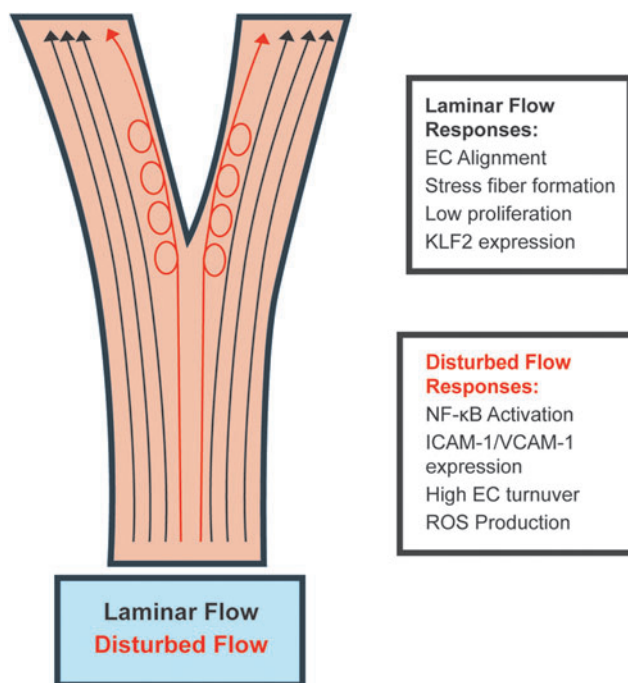 Laminar Flow
Responses:
EC Alignment
Stress fiber formation
Low proliferation
KLF2 expression
Disturbed Flow
Responses:
NF-κB Activation
ICAM-1/VCAM-1
expression
High EC turnuver
ROS Production
Laminar Flow
Disturbed Flow